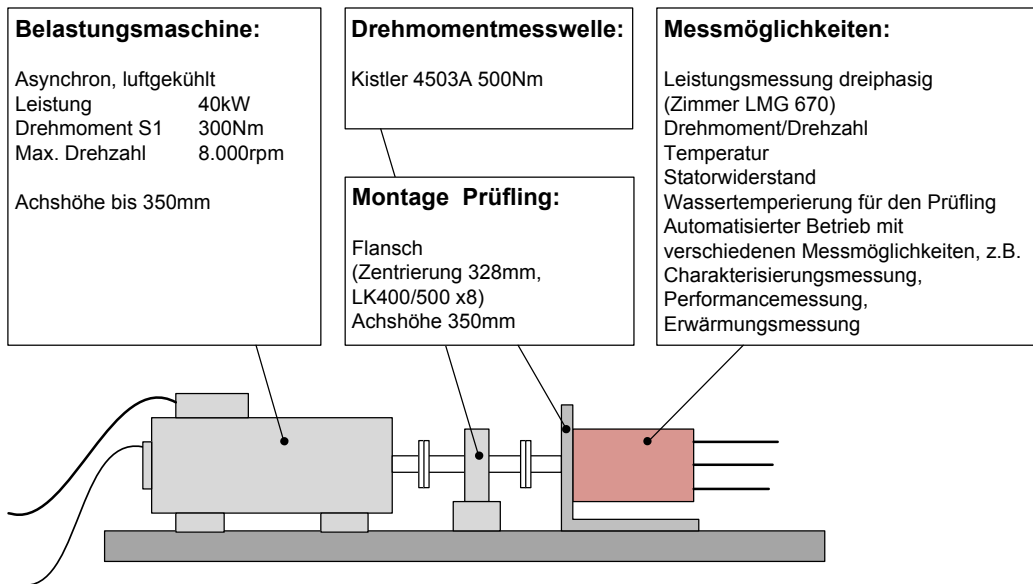 Belastungsmaschine:
Asynchron, luftgekühlt
Leistung 40kW
Drehmoment S1 300Nm
Max. Drehzahl 8.000rpm
Achshöhe bis 350mm
Drehmomentmesswelle:
Kistler 4503A 500Nm
Montage Prüfling:
Flansch
(Zentrierung 328mm,
LK400/500 x8)
Achshöhe 350mm
Messmöglichkeiten:
Leistungsmessung dreiphasig
(Zimmer LMG 670)
Drehmoment/Drehzahl
Temperatur
Statorwiderstand
Wassertemperierung für den Prüfling
Automatisierter Betrieb mit
verschiedenen Messmöglichkeiten, z.B.
Charakterisierungsmessung,
Performancemessung,
Erwärmungsmessung